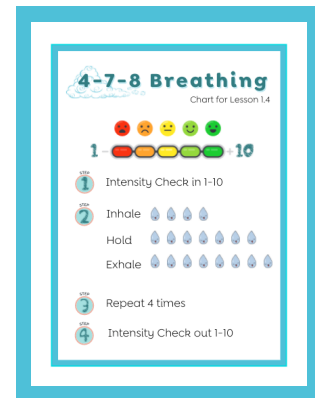 4-7-8 Breathing
Chart for Lesson 1.4
1 - + 10
STEP 1 Intensity Check in 1-10
STEP 2 Inhale
Hold
Exhale
STEP 3 Repeat 4 times
STEP 4 Intensity Check out 1-10